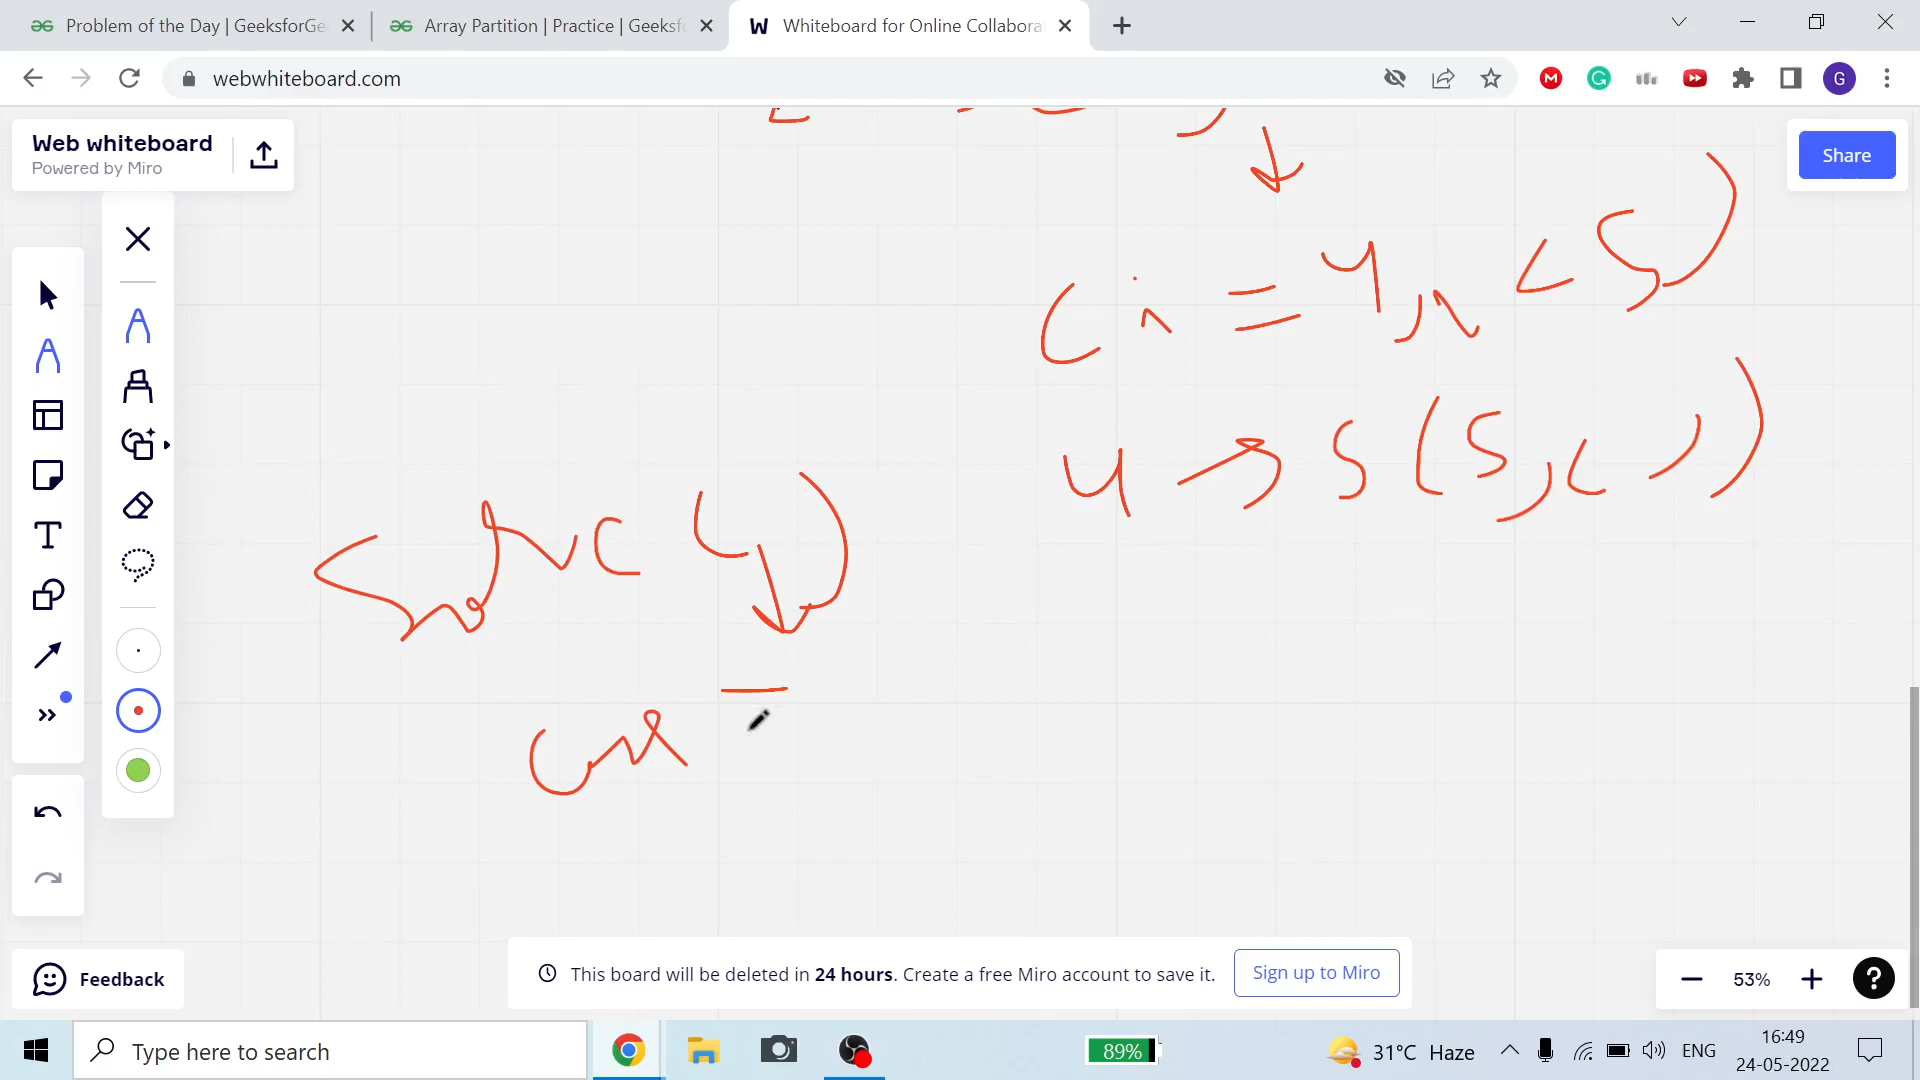 Problem of the Day | GeeksforGe
Array Partition | Practice | Geeksf
Whiteboard for Online Collabora
webwhiteboard.com
G
Web whiteboard
Powered by Miro
Share
Feedback
This board will be deleted in 24 hours. Create a free Miro account to save it.
Sign up to Miro
53%
?
Type here to search
89%
31°C Haze
ENG
16:49
24-05-2022